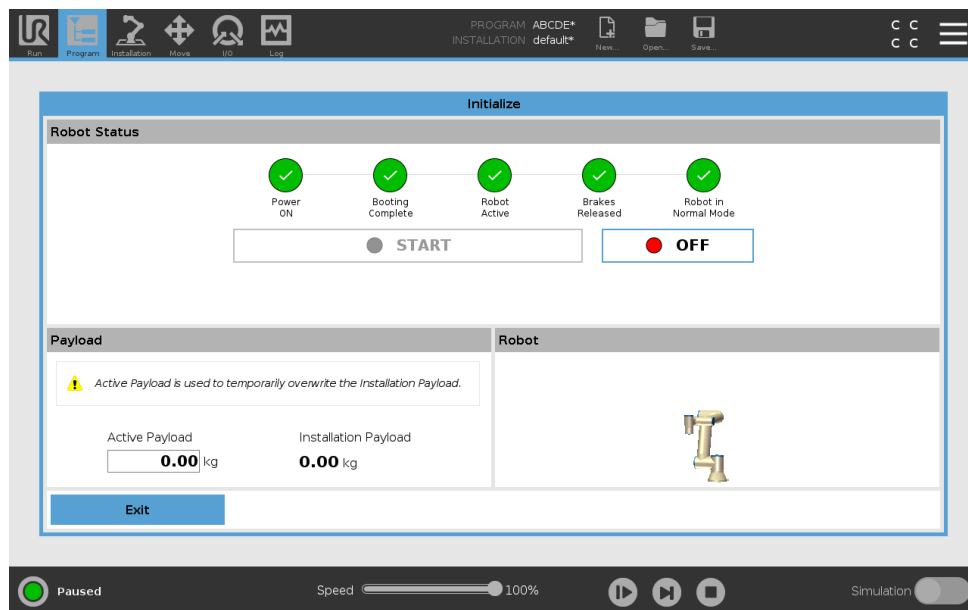 PROGRAM ABCDE*
INSTALLATION default*
UR
C C
C C
Run Program Installation Move I/O Log New... Open... Save...
Initialize
Robot Status
Power ON
Booting Complete
Robot Active
Brakes Released
Robot in Normal Mode
START
OFF
Payload
Robot
Active Payload is used to temporarily overwrite the Installation Payload.
Active Payload
Installation Payload
0.00 kg
0.00 kg
Exit
Paused
Speed
100%
Simulation